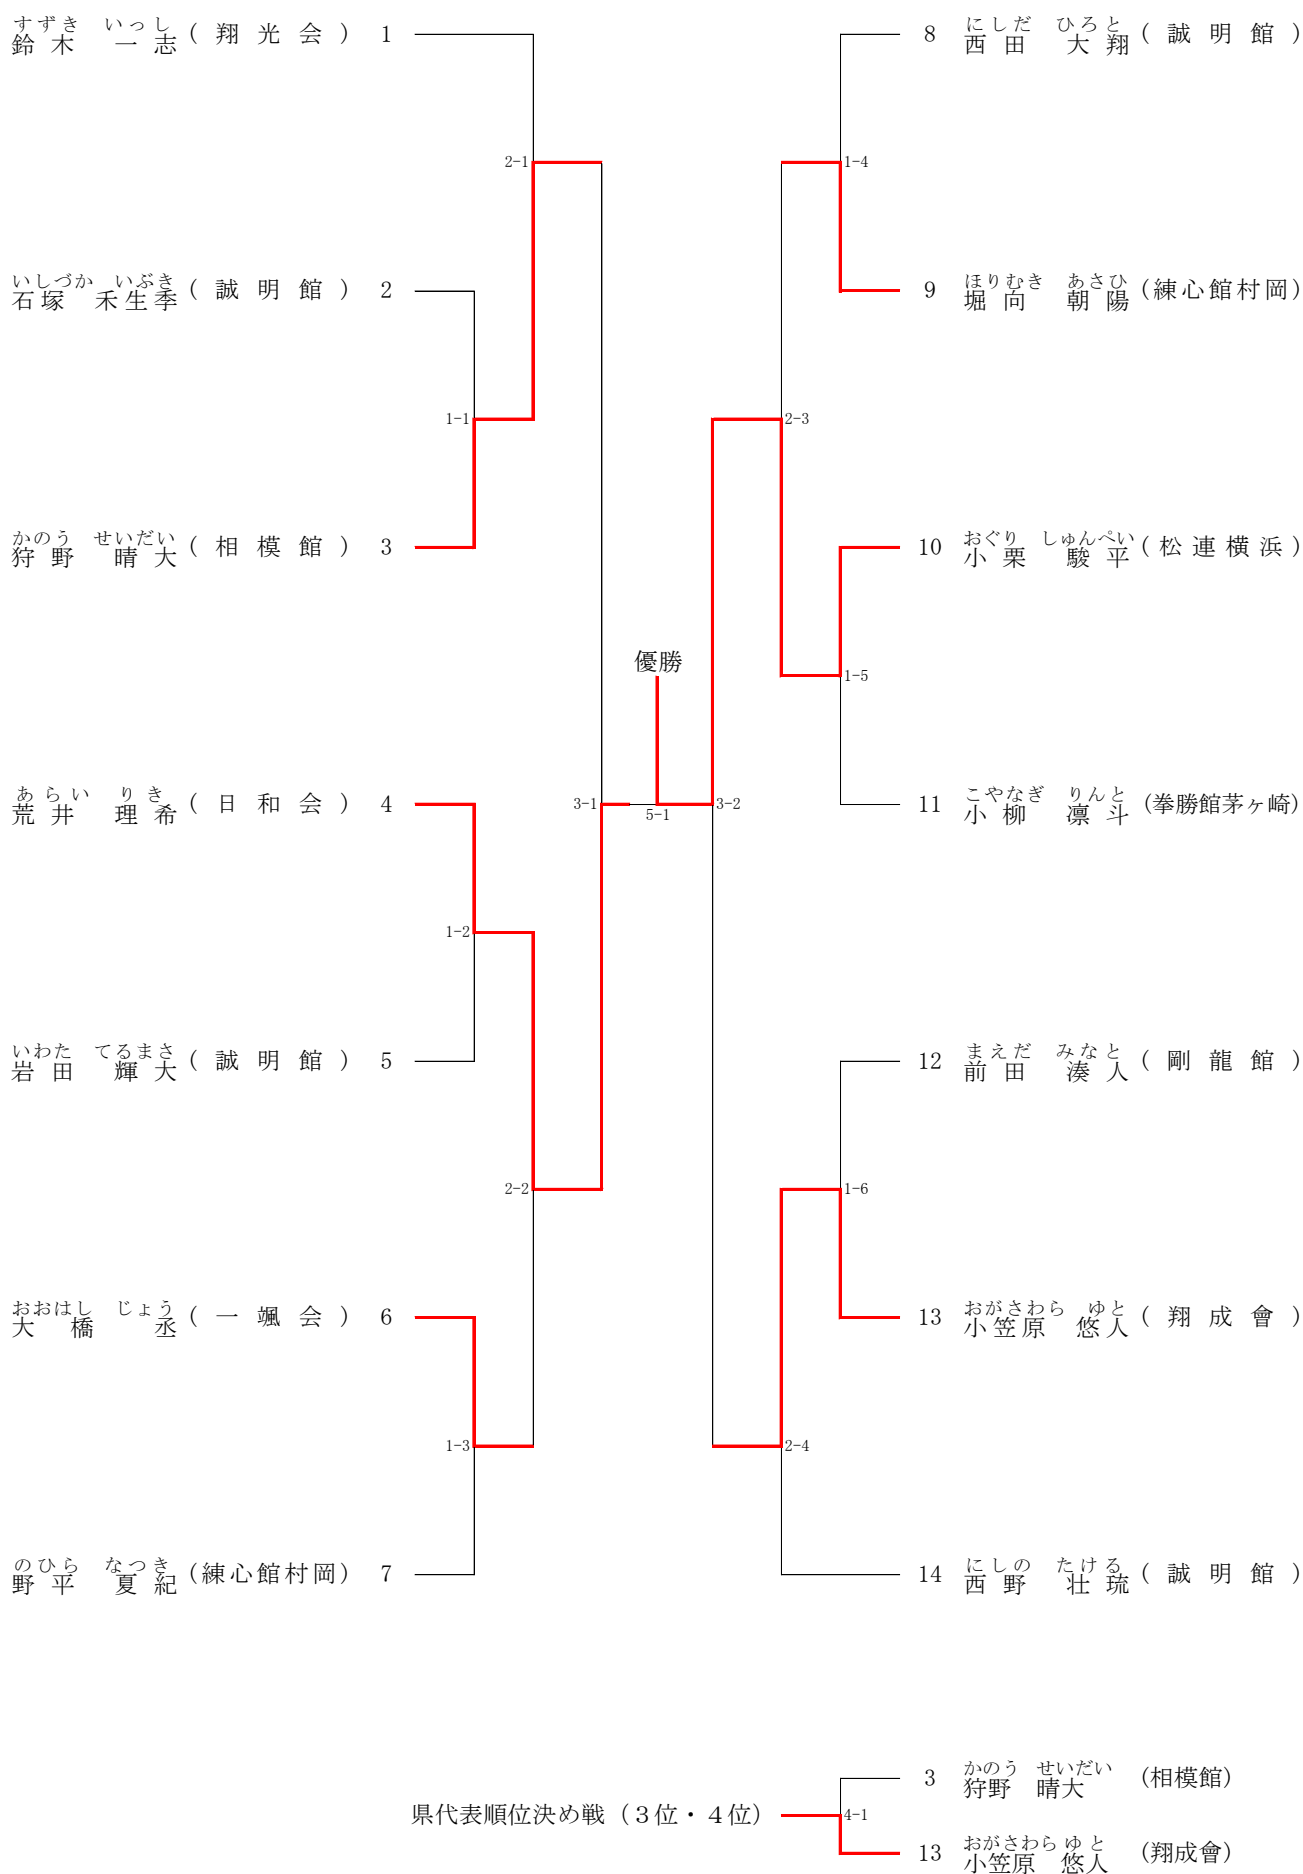 すずき　いっし
鈴木　一志 (翔光会) 1
2-1
いしづか　いぶき
石塚　禾生季 (誠明館) 2
1-1
かのう　せいだい
狩野　晴大 (相模館) 3
あらい　りき
荒井　理希 (日和会) 4
1-2
いわた　てるまさ
岩田　輝大 (誠明館) 5
2-2
おおはし　じょう
大橋　丞 (一颯会) 6
1-3
のひら　なつき
野平　夏紀 (練心館村岡) 7
3-1
優勝
5-1
3-2
にしだ　ひろと
8 西田　大翔 (誠明館)
1-4
ほりむき　あさひ
9 堀向　朝陽 (練心館村岡)
2-3
おぐり　しゅんぺい
10 小栗　駿平 (松連横浜)
1-5
こやなぎ　りんと
11 小柳　凛斗 (拳勝館茅ヶ崎)
まえだ　みなと
12 前田　湊人 (剛龍館)
1-6
おがさわら　ゆと
13 小笠原　悠人 (翔成會)
2-4
にしの　たける
14 西野　壮琉 (誠明館)
県代表順位決め戦（３位・４位）
4-1
かのう　せいだい
3 狩野　晴大 (相模館)
おがさわら ゆと
13 小笠原　悠人 (翔成會)